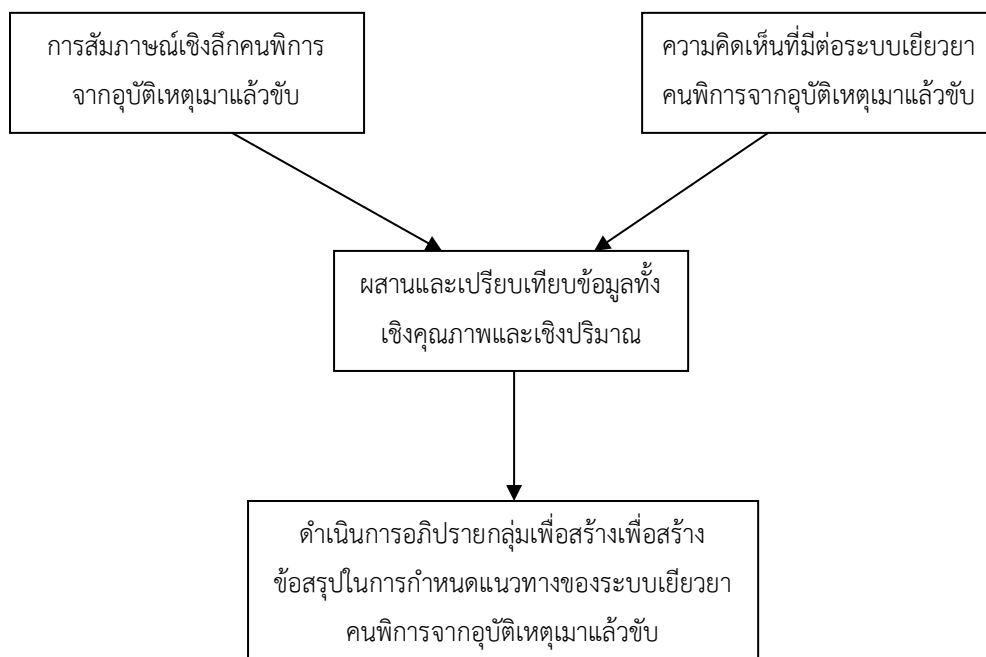 การสัมภาษณ์เชิงลึกคนพิการ
จากอุบัติเหตุเมาแล้วขับ
ความคิดเห็นที่มีต่อระบบเยียวยา
คนพิการจากอุบัติเหตุเมาแล้วขับ
ผสานและเปรียบเทียบข้อมูลทั้ง
เชิงคุณภาพและเชิงปริมาณ
ดำเนินการอภิปรายกลุ่มเพื่อสร้างเพื่อสร้าง
ข้อสรุปในการกำหนดแนวทางของระบบเยียวยา
คนพิการจากอุบัติเหตุเมาแล้วขับ